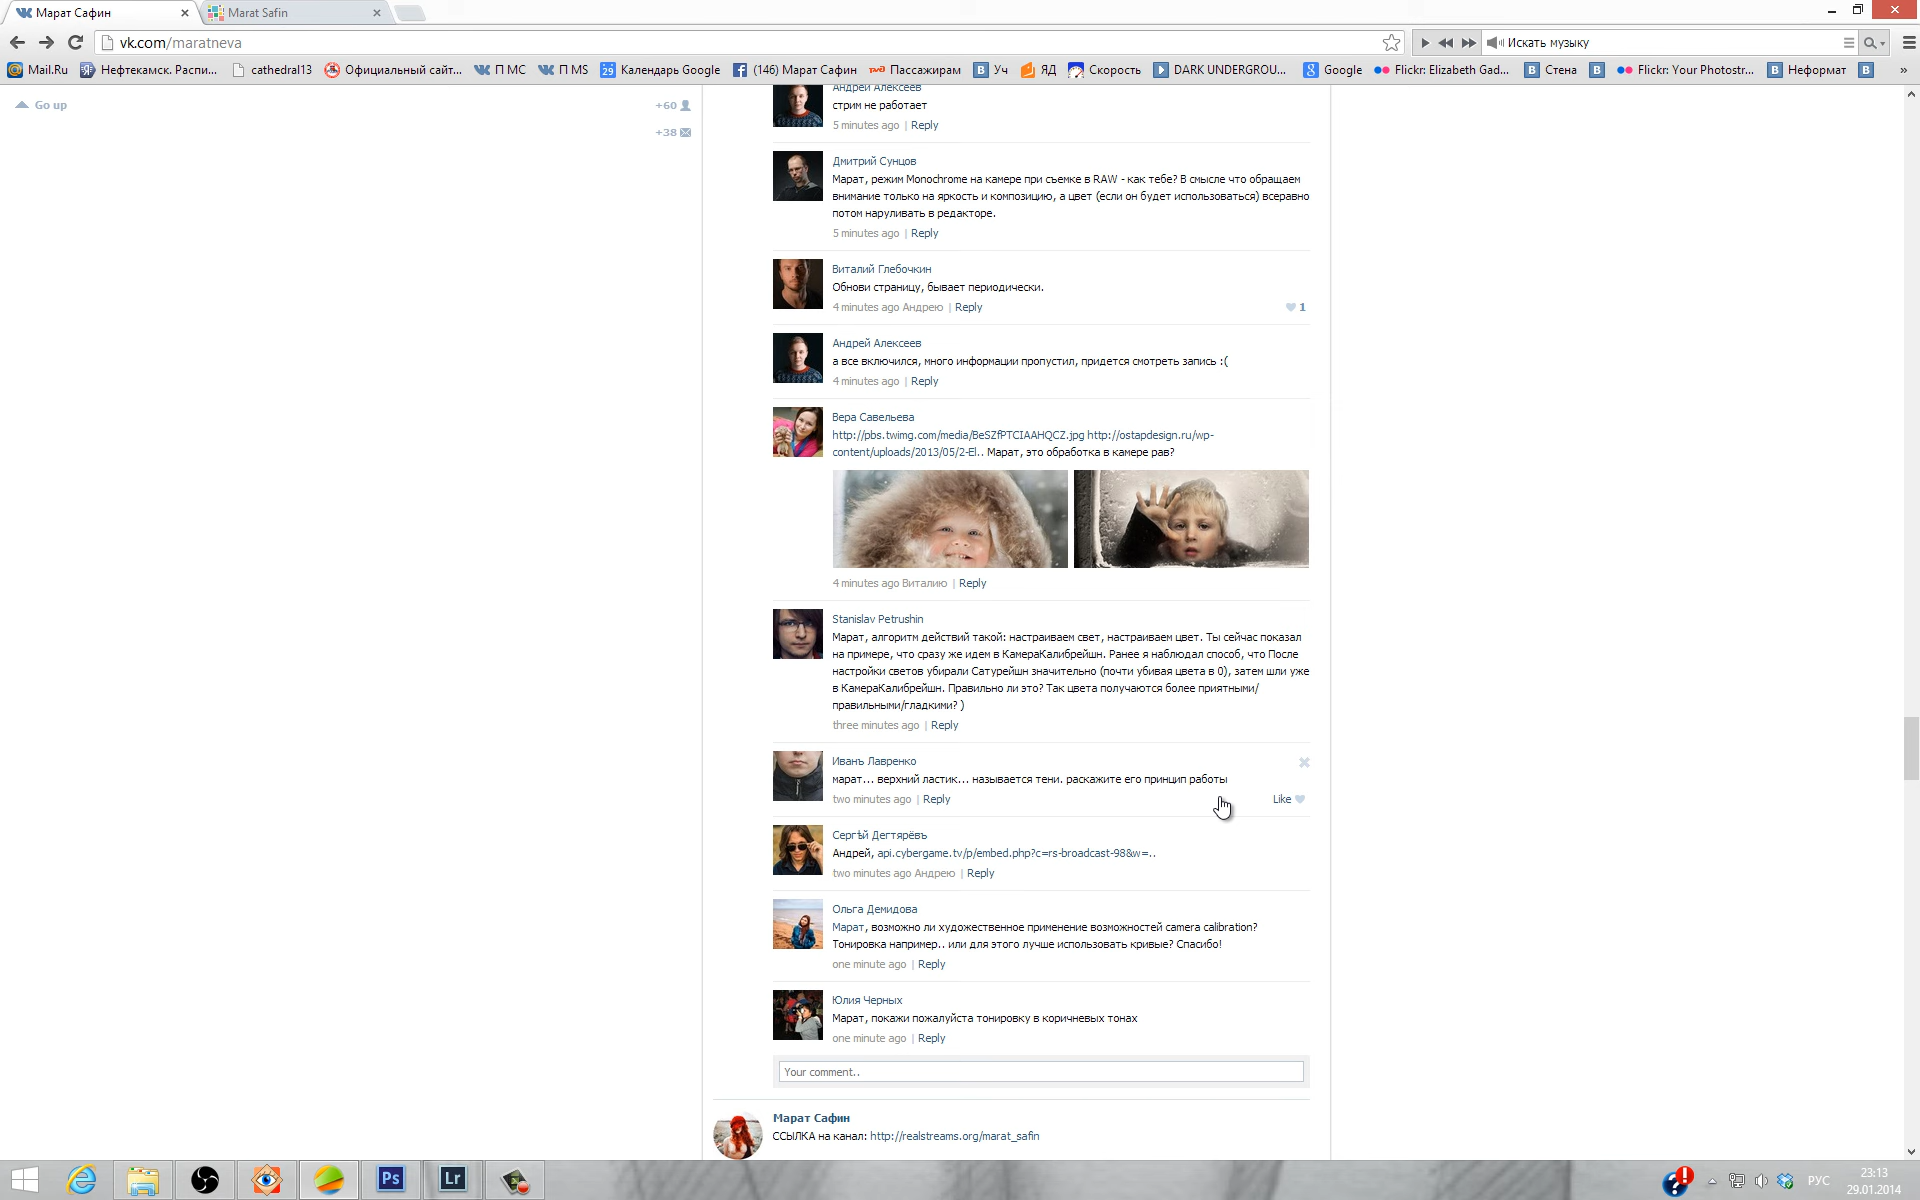 Марат Сафин
Marat Safin
vk.com/maratneva
Искать музыку
Mail.Ru
Нефтекамск. Распи...
cathedral13
Официальный сайт...
П МС
П MS
29
Календарь Google
(146) Марат Сафин
Пассажирам
В Уч
ЯД
Скорость
DARK UNDERGROU...
Google
Flickr: Elizabeth Gad...
В Стена
В
Flickr: Your Photostr...
В Неформат
В
»
Go up
+60
+38
Андрей Алексеев
стрим не работает
5 minutes ago | Reply
Дмитрий Сунцов
Марат, режим Monochrome на камере при съемке в RAW - как тебе? В смысле что обращаем
внимание только на яркость и композицию, а цвет (если он будет использоваться) всеравно
потом наруливать в редакторе.
5 minutes ago | Reply
Виталий Глебочкин
Обнови страницу, бывает периодически.
4 minutes ago Андрею | Reply
1
Андрей Алексеев
а все включился, много информации пропустил, придется смотреть запись :(
4 minutes ago | Reply
Вера Савельева
http://pbs.twimg.com/media/BeSZfPTCIAAHQCZ.jpg http://ostapdesign.ru/wp-
content/uploads/2013/05/2-El.. Марат, это обработка в камере рав?
4 minutes ago Виталию | Reply
Stanislav Petrushin
Марат, алгоритм действий такой: настраиваем свет, настраиваем цвет. Ты сейчас показал
на примере, что сразу же идем в КамераКалибрейшн. Ранее я наблюдал способ, что После
настройки светов убирали Сатурейшн значительно (почти убивая цвета в 0), затем шли уже
в КамераКалибрейшн. Правильно ли это? Так цвета получаются более приятными/
правильными/гладкими? )
three minutes ago | Reply
Иванъ Лавренко
марат... верхний ластик... называется тени. раскажите его принцип работы
two minutes ago | Reply
Like
Сергѣй Дегтярёвъ
Андрей, api.cybergame.tv/p/embed.php?c=rs-broadcast-98&w=..
two minutes ago Андрею | Reply
Ольга Демидова
Марат, возможно ли художественное применение возможностей camera calibration?
Тонировка например.. или для этого лучше использовать кривые? Спасибо!
one minute ago | Reply
Юлия Черных
Марат, покажи пожалуйста тонировку в коричневых тонах
one minute ago | Reply
Your comment..
Марат Сафин
ССЫЛКА на канал: http://realstreams.org/marat_safin
Ps
Lr
РУС
23:13
29.01.2014